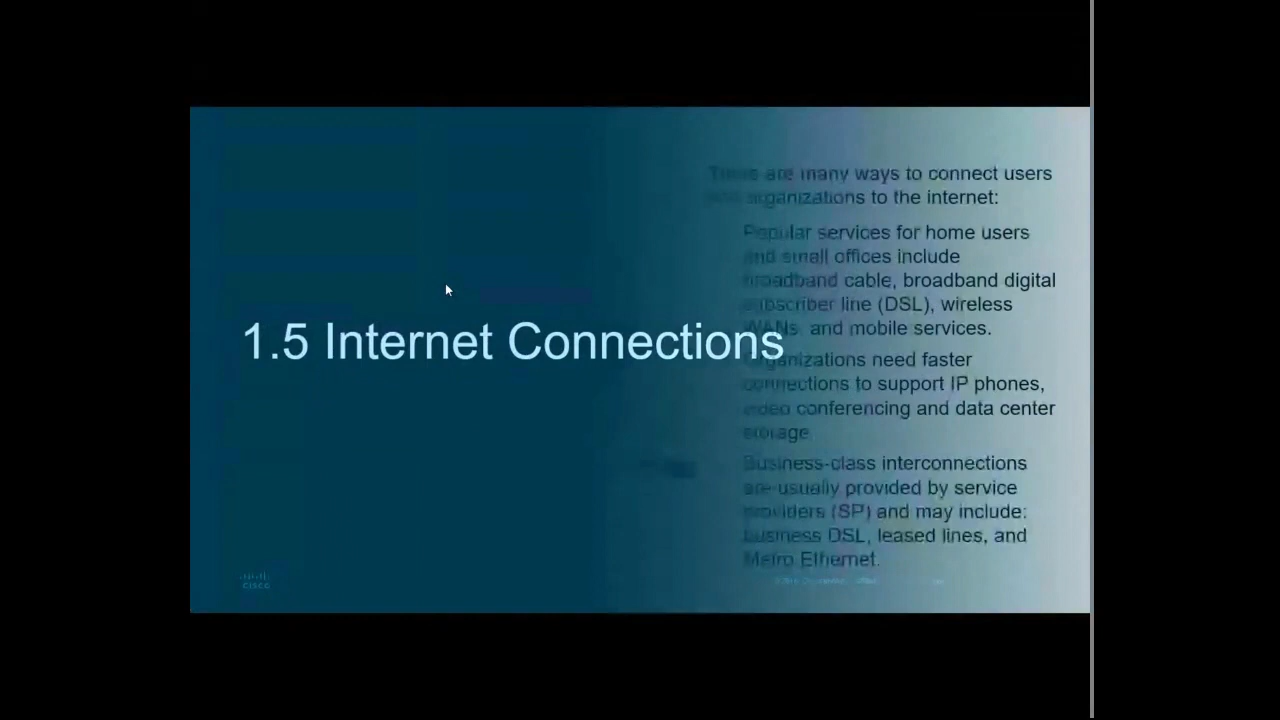 There are many ways to connect users
and organizations to the internet:
Popular services for home users
and small offices include
broadband cable, broadband digital
subscriber line (DSL), wireless
WANs and mobile services.
1.5 Internet Connections
Organizations need faster
connections to support IP phones,
video conferencing and data center
storage.
Business-class interconnections
are usually provided by service
providers (SP) and may include:
business DSL, leased lines, and
Metro Ethernet.
CISCO